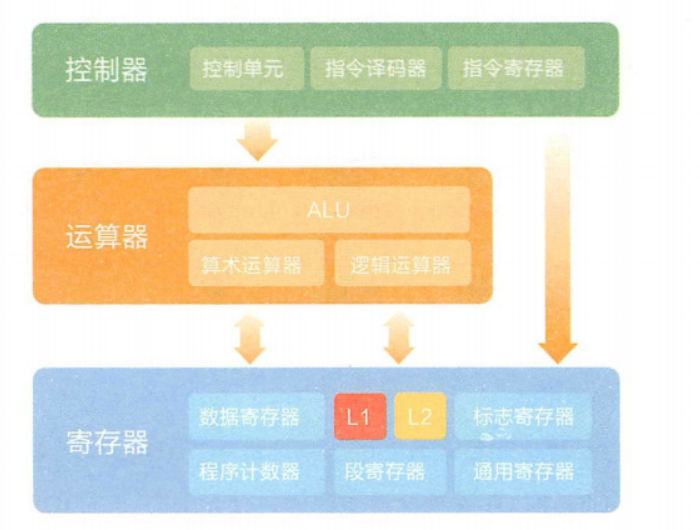 控制器 控制单元 指令译码器 指令寄存器
ALU
运算器
算术运算器 逻辑运算器
数据寄存器 L1 L2 标志寄存器
寄存器
程序计数器 段寄存器 通用寄存器